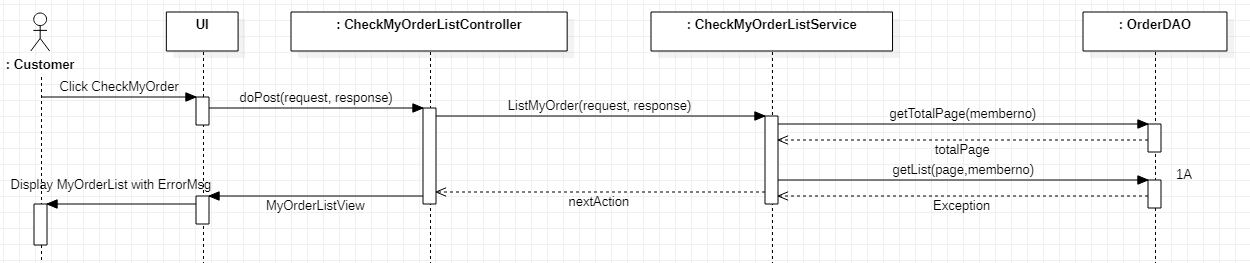 UI
: CheckMyOrderListController
: CheckMyOrderListService
: OrderDAO
: Customer
Click CheckMyOrder
doPost(request, response)
ListMyOrder(request, response)
getTotalPage(memberno)
totalPage
getList(page,memberno)
1A
Display MyOrderList with ErrorMsg
MyOrderListView
nextAction
Exception